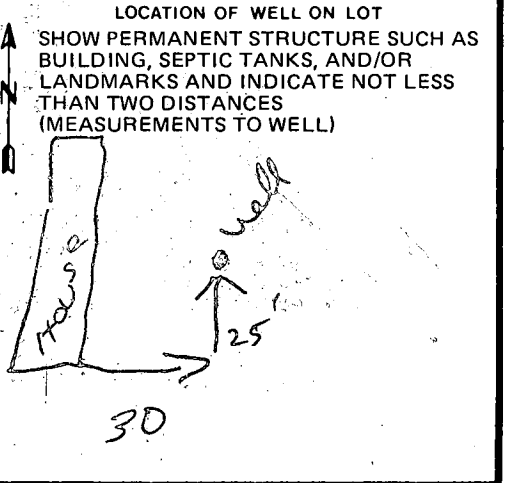 LOCATION OF WELL ON LOT
SHOW PERMANENT STRUCTURE SUCH AS
BUILDING, SEPTIC TANKS, AND/OR
LANDMARKS AND INDICATE NOT LESS
THAN TWO DISTANCES
(MEASUREMENTS TO WELL)
N
well
House
25'
30